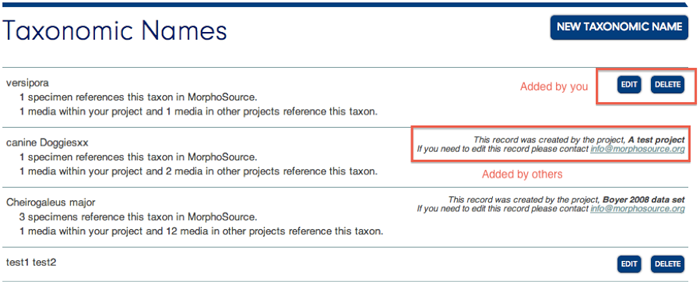 Taxonomic Names
NEW TAXONOMIC NAME
versipora
1 specimen references this taxon in MorphoSource.
1 media within your project and 1 media in other projects reference this taxon.
Added by you
EDIT
DELETE
canine Doggiesxx
1 specimen references this taxon in MorphoSource.
1 media within your project and 2 media in other projects reference this taxon.
This record was created by the project, A test project
If you need to edit this record please contact info@morphosource.org
Added by others
Cheirogaleus major
3 specimens reference this taxon in MorphoSource.
1 media within your project and 12 media in other projects reference this taxon.
This record was created by the project, Boyer 2008 data set
If you need to edit this record please contact info@morphosource.org
test1 test2
EDIT
DELETE